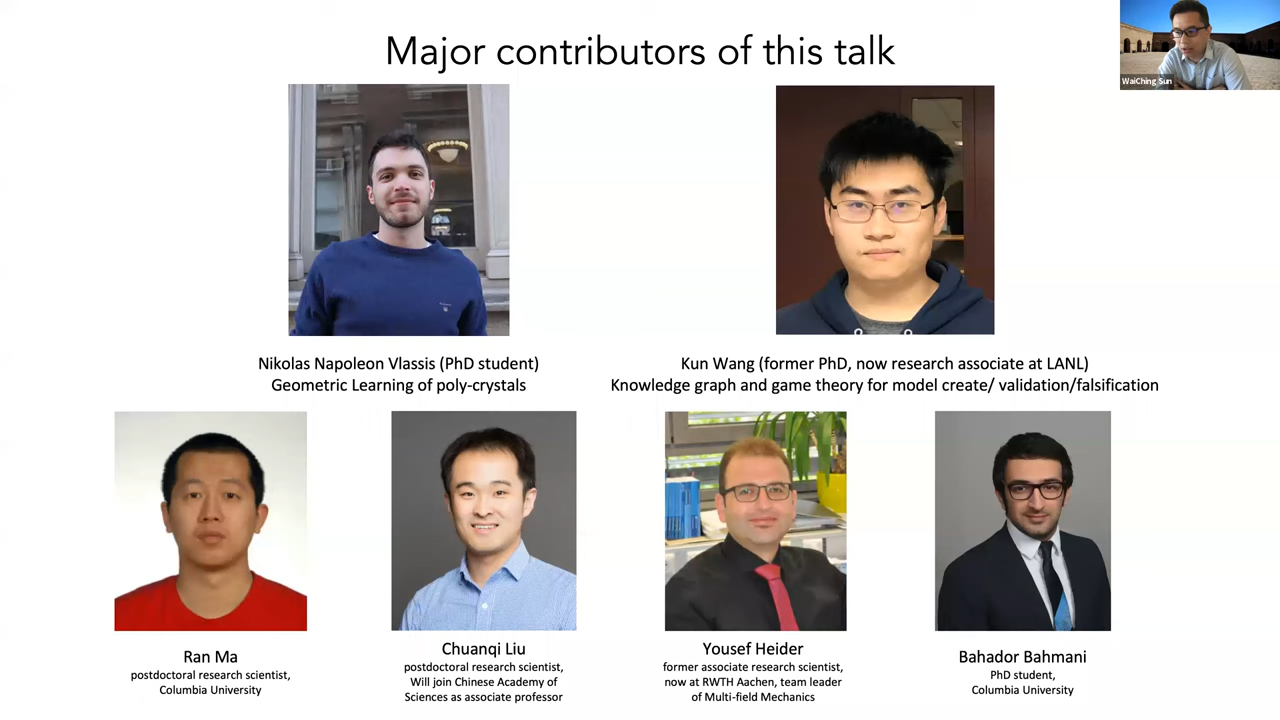 Major contributors of this talk
WaiChing Sun
Nikolas Napoleon Vlassis (PhD student)
Geometric Learning of poly-crystals
Kun Wang (former PhD, now research associate at LANL)
Knowledge graph and game theory for model create/ validation/falsification
Ran Ma
postdoctoral research scientist,
Columbia University
Chuanqi Liu
postdoctoral research scientist,
Will join Chinese Academy of
Sciences as associate professor
Yousef Heider
former associate research scientist,
now at RWTH Aachen, team leader
of Multi-field Mechanics
Bahador Bahmani
PhD student,
Columbia University